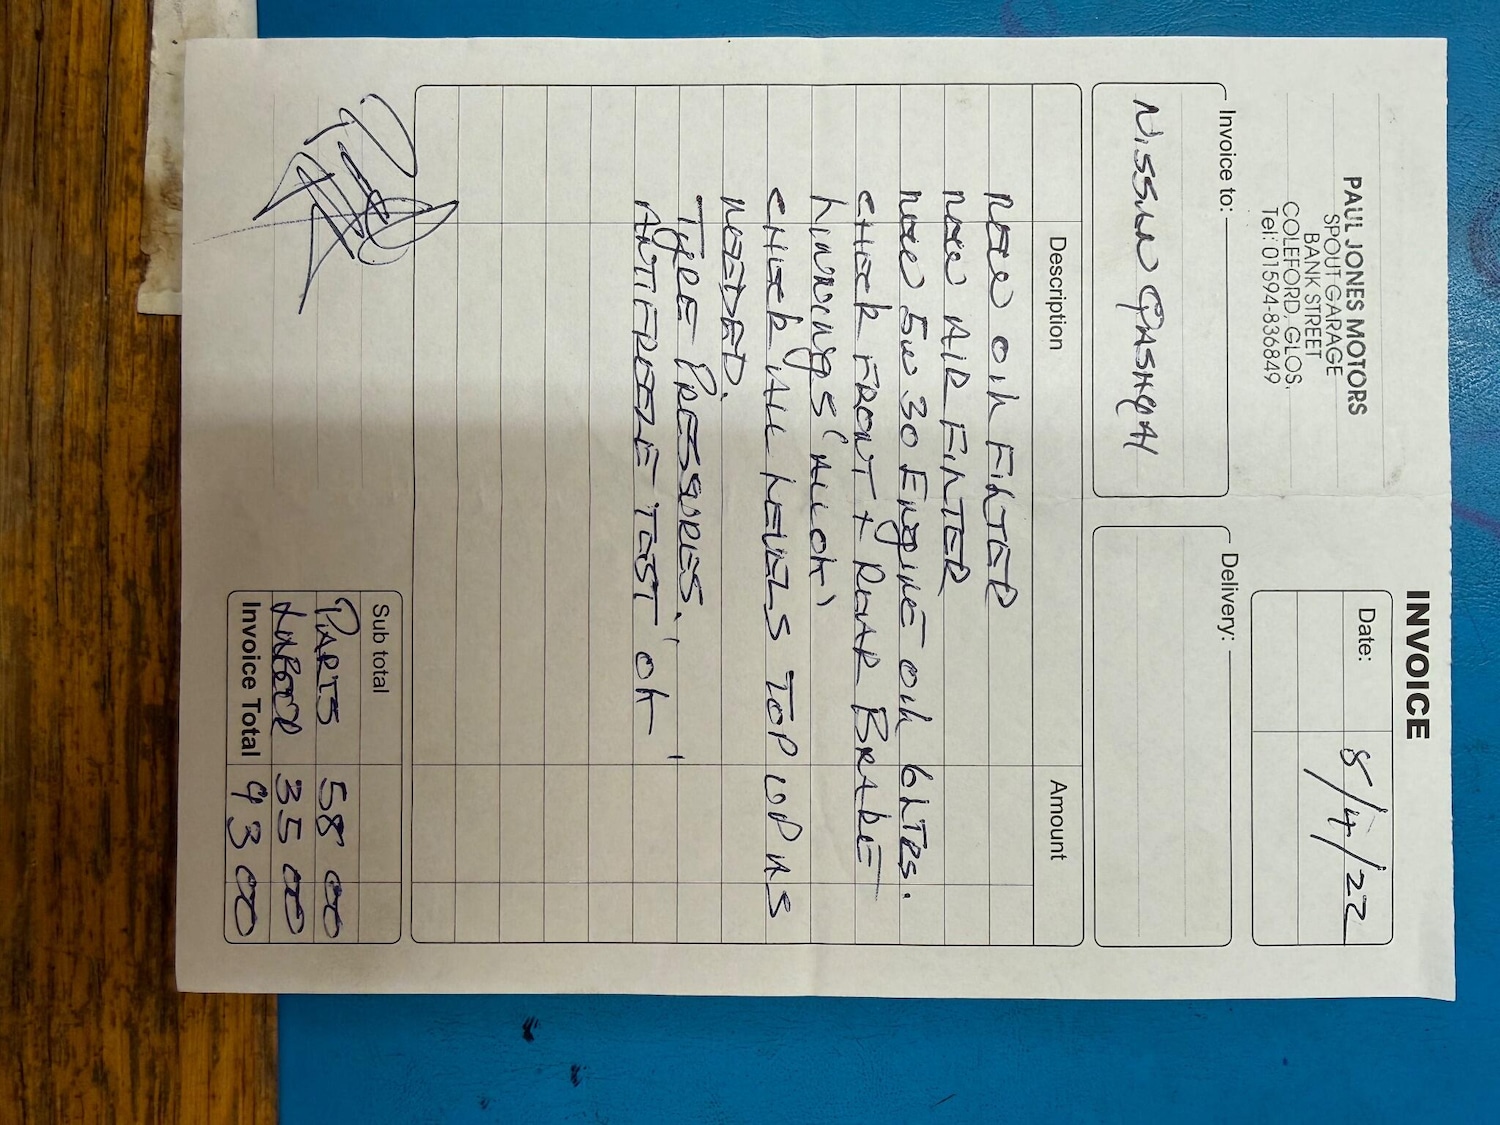 INVOICE
PAUL JONES MOTORS
SPOUT GARAGE
BANK STREET
COLEFORD, GLOS.
Tel: 01594-836849
Date:
8/4/22
Invoice to:
NISSAN QASHQAI
Delivery:
Description
Amount
NEW OIL FILTER
NEW AIR FILTER
NEW 5W 30 ENgINE OIL 6LTRS.
CHECK FRONT + REAR BRAKE
LININGS 'ALL OK'
CHECK ALL LEVELS TOP UP AS
NEEDED.
TYRE PRESSURES.
ANTIFREEZE TEST 'OK'
Sub total
PARTS 58 00
LABOUR 35 00
Invoice Total 93 00